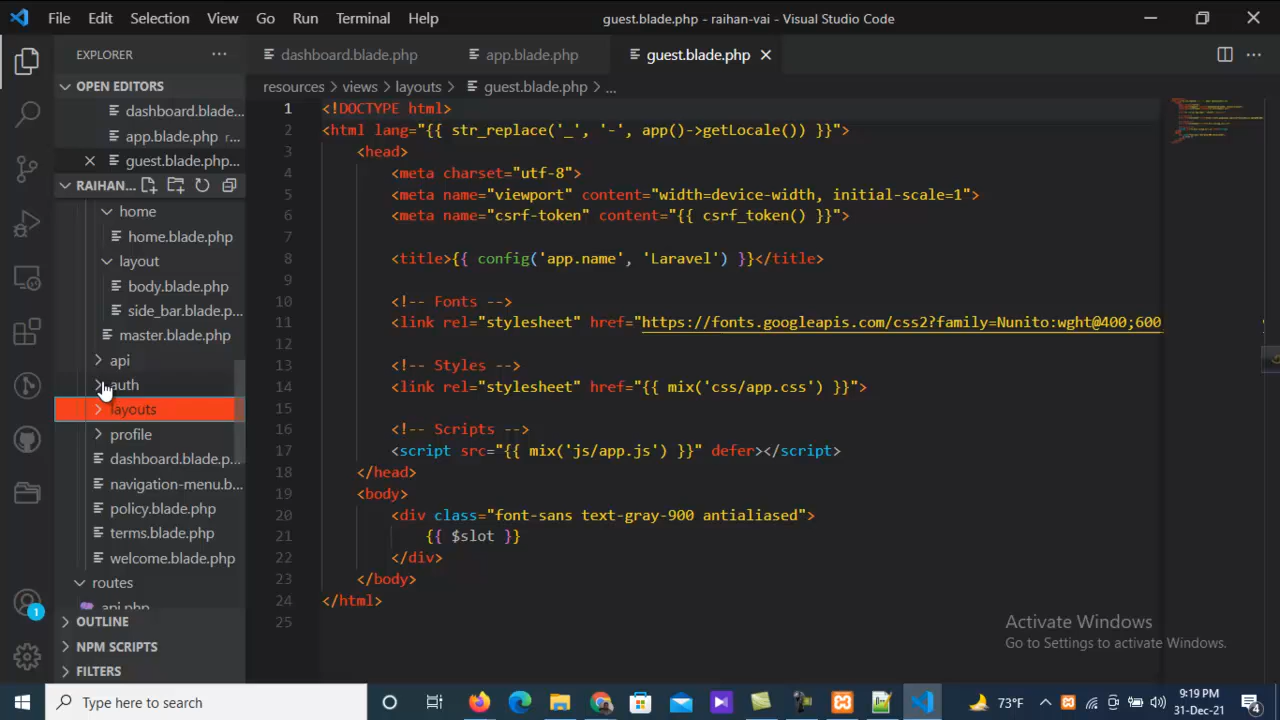 File Edit Selection View Go Run Terminal Help guest.blade.php - raihan-vai - Visual Studio Code
EXPLORER ...
dashboard.blade.php app.blade.php guest.blade.php
OPEN EDITORS
resources > views > layouts > guest.blade.php > ...
dashboard.blade...
app.blade.php r...
guest.blade.php...
RAIHAN...
home
home.blade.php
layout
body.blade.php
side_bar.blade.p...
master.blade.php
api
auth
layouts
profile
dashboard.blade.p...
navigation-menu.b...
policy.blade.php
terms.blade.php
welcome.blade.php
routes
api.php
OUTLINE
NPM SCRIPTS
FILTERS
1 <!DOCTYPE html>
2 <html lang="{{ str_replace('_', '-', app()->getLocale()) }}">
3 <head>
4 <meta charset="utf-8">
5 <meta name="viewport" content="width=device-width, initial-scale=1">
6 <meta name="csrf-token" content="{{ csrf_token() }}">
7
8 <title>{{ config('app.name', 'Laravel') }}</title>
9
10 <!-- Fonts -->
11 <link rel="stylesheet" href="https://fonts.googleapis.com/css2?family=Nunito:wght@400;600
12
13 <!-- Styles -->
14 <link rel="stylesheet" href="{{ mix('css/app.css') }}">
15
16 <!-- Scripts -->
17 <script src="{{ mix('js/app.js') }}" defer></script>
18 </head>
19 <body>
20 <div class="font-sans text-gray-900 antialiased">
21 {{ $slot }}
22 </div>
23 </body>
24 </html>
25
Activate Windows
Go to Settings to activate Windows.
1
Type here to search
73°F
9:19 PM
31-Dec-21
4